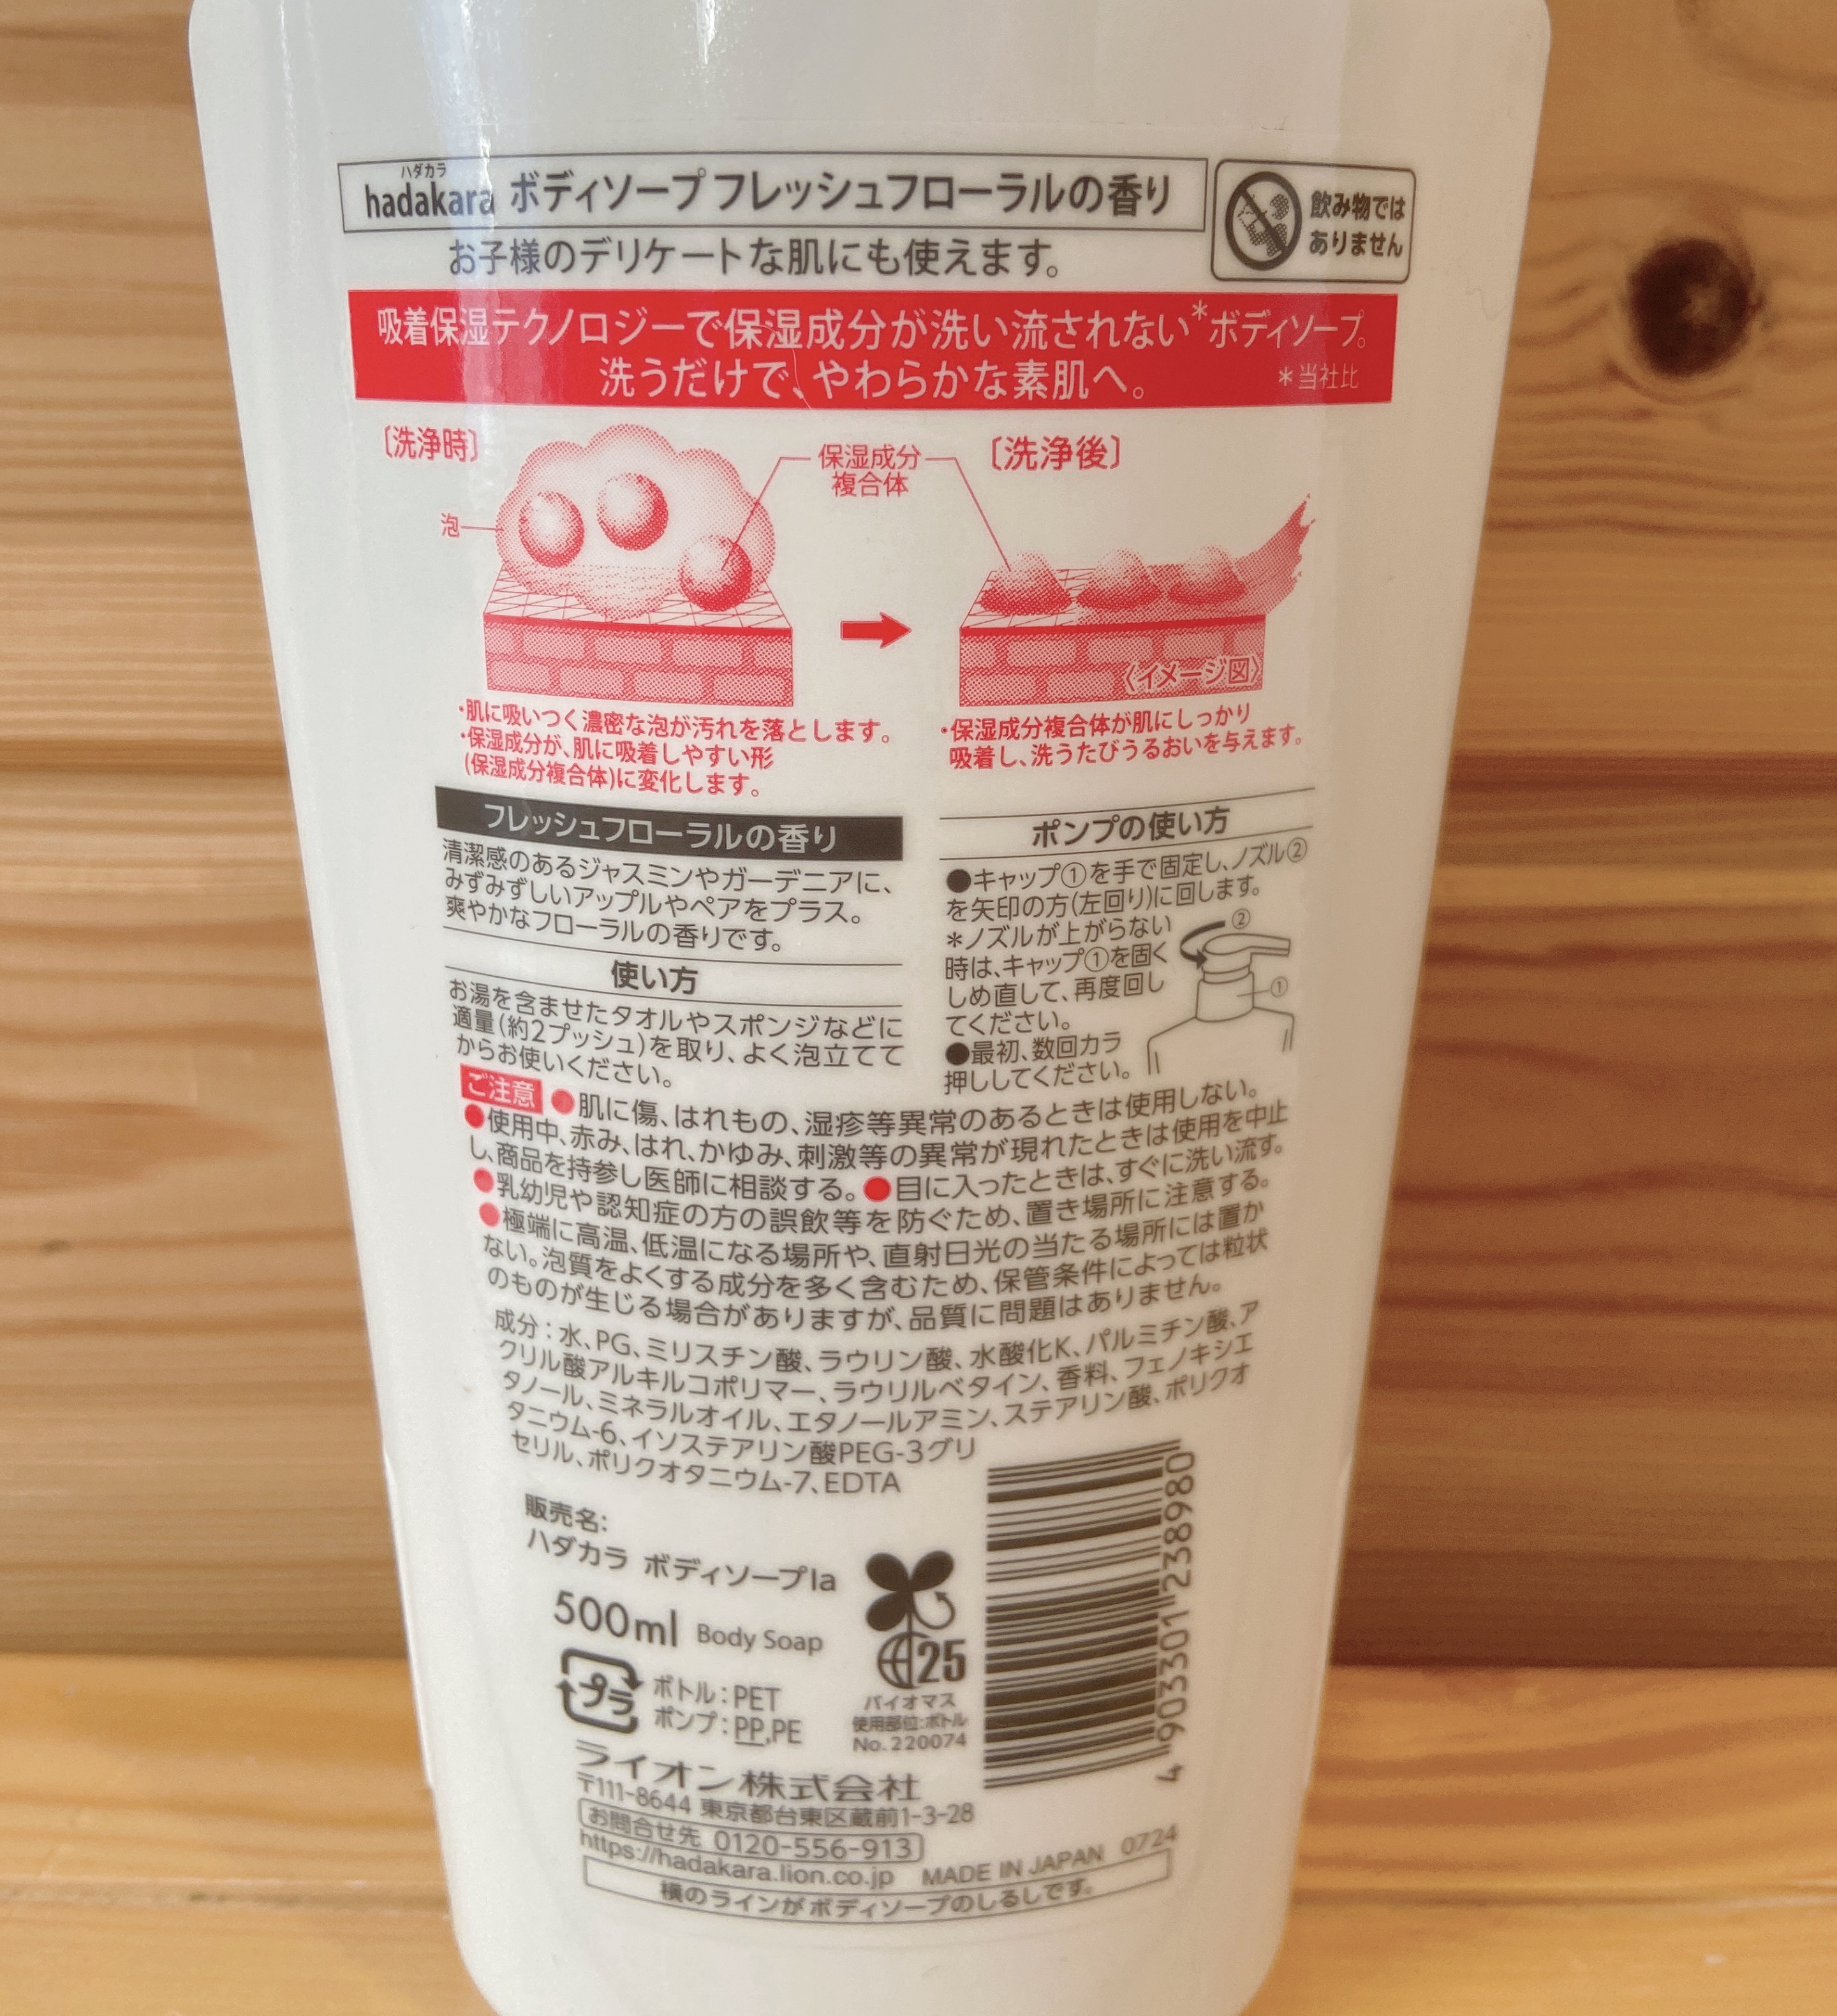 ハダカラ
hadakara ボディソープ フレッシュフローラルの香り
飲み物では
ありません
お子様のデリケートな肌にも使えます。
吸着保湿テクノロジーで保湿成分が洗い流されない*ボディソープ。
洗うだけで、やわらかな素肌へ。 *当社比
〔洗浄時〕
泡
保湿成分
複合体
〔洗浄後〕
〈イメージ図〉
・肌に吸いつく濃密な泡が汚れを落とします。
・保湿成分が、肌に吸着しやすい形
(保湿成分複合体)に変化します。
・保湿成分複合体が肌にしっかり
吸着し、洗うたびうるおいを与えます。
フレッシュフローラルの香り
清潔感のあるジャスミンやガーデニアに、
みずみずしいアップルやペアをプラス。
爽やかなフローラルの香りです。
使い方
お湯を含ませたタオルやスポンジなどに
適量(約2プッシュ)を取り、よく泡立てて
からお使いください。
ポンプの使い方
●キャップ①を手で固定し、ノズル②
を矢印の方(左回り)に回します。
*ノズルが上がらない
時は、キャップ①を固く
しめ直して、再度回し
てください。
●最初、数回カラ
押ししてください。
②
①
ご注意 ●肌に傷、はれもの、湿疹等異常のあるときは使用しない。
●使用中、赤み、はれ、かゆみ、刺激等の異常が現れたときは使用を中止
し、商品を持参し医師に相談する。●目に入ったときは、すぐに洗い流す。
●乳幼児や認知症の方の誤飲等を防ぐため、置き場所に注意する。
●極端に高温、低温になる場所や、直射日光の当たる場所には置か
ない。泡質をよくする成分を多く含むため、保管条件によっては粒状
のものが生じる場合がありますが、品質に問題はありません。
成分：水、PG、ミリスチン酸、ラウリン酸、水酸化K、パルミチン酸、ア
クリル酸アルキルコポリマー、ラウリルベタイン、香料、フェノキシエ
タノール、ミネラルオイル、エタノールアミン、ステアリン酸、ポリクオ
タニウム-6、イソステアリン酸PEG-3グリ
セリル、ポリクオタニウム-7、EDTA
販売名：
ハダカラ ボディソープIa
500ml Body Soap
プラ
ボトル：PET
ポンプ：PP,PE
25
バイオマス
使用部位:ボトル
No.220074
4 903301 238980
ライオン株式会社
〒111-8644 東京都台東区蔵前1-3-28
お問合せ先 0120-556-913
https://hadakara.lion.co.jp MADE IN JAPAN 0724
横のラインがボディソープのしるしです。